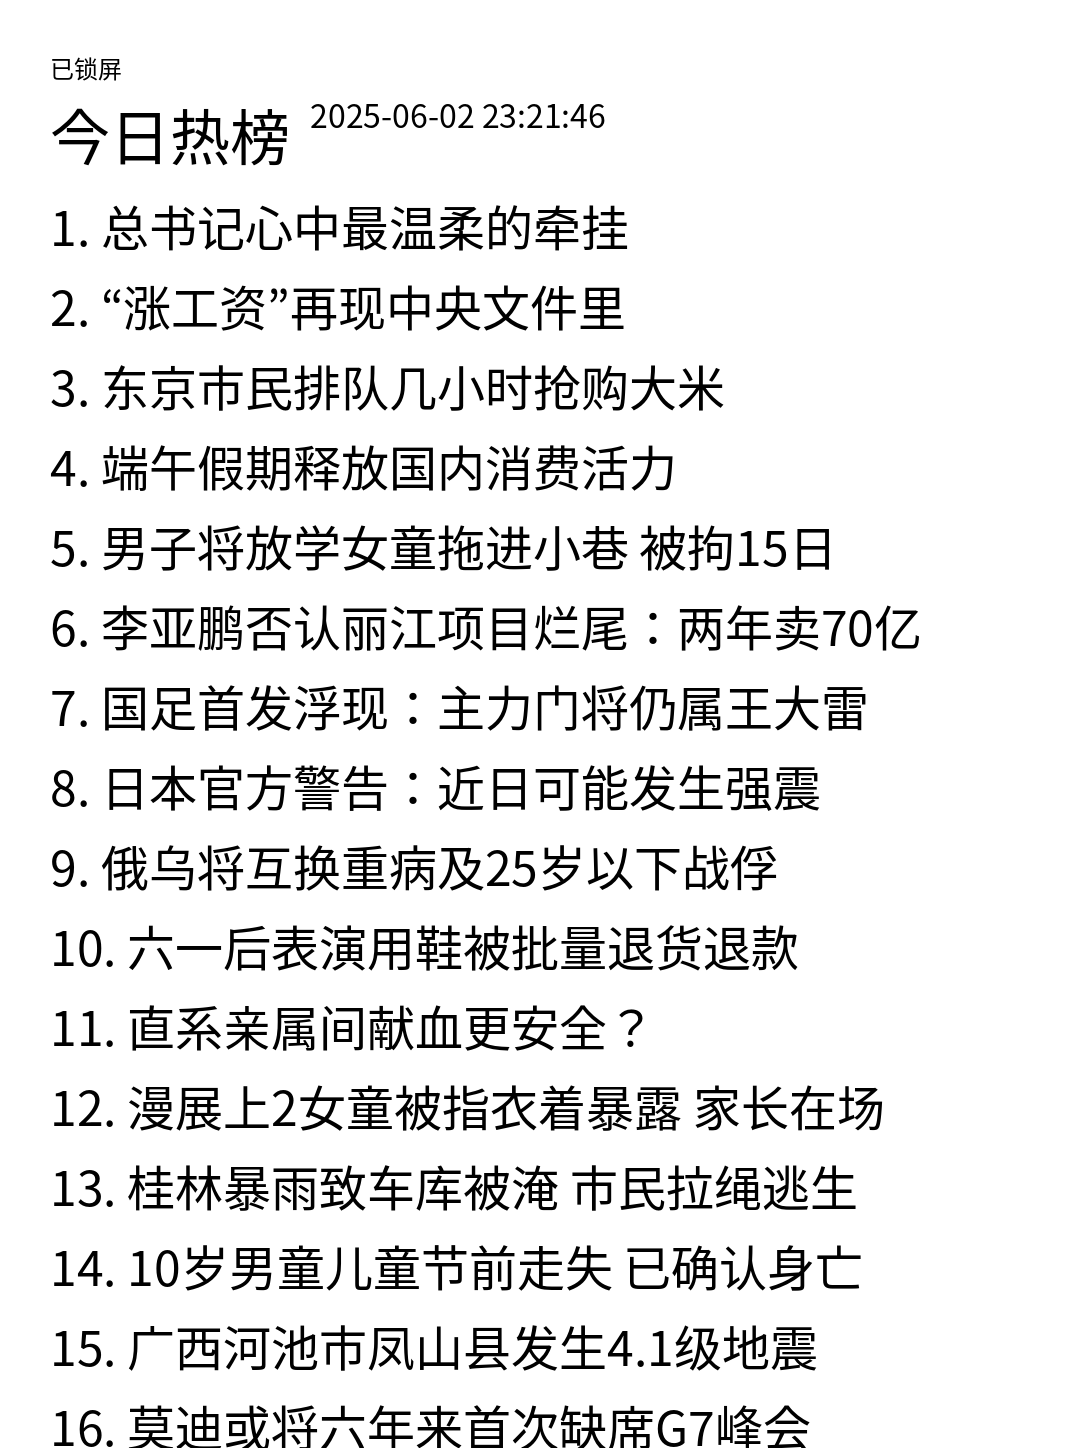 已锁屏
今日热榜 2025-06-02 23:21:46
1. 总书记心中最温柔的牵挂
2. “涨工资”再现中央文件里
3. 东京市民排队几小时抢购大米
4. 端午假期释放国内消费活力
5. 男子将放学女童拖进小巷 被拘15日
6. 李亚鹏否认丽江项目烂尾：两年卖70亿
7. 国足首发浮现：主力门将仍属王大雷
8. 日本官方警告：近日可能发生强震
9. 俄乌将互换重病及25岁以下战俘
10. 六一后表演用鞋被批量退货退款
11. 直系亲属间献血更安全？
12. 漫展上2女童被指衣着暴露 家长在场
13. 桂林暴雨致车库被淹 市民拉绳逃生
14. 10岁男童儿童节前走失 已确认身亡
15. 广西河池市凤山县发生4.1级地震
16. 莫迪或将六年来首次缺席G7峰会